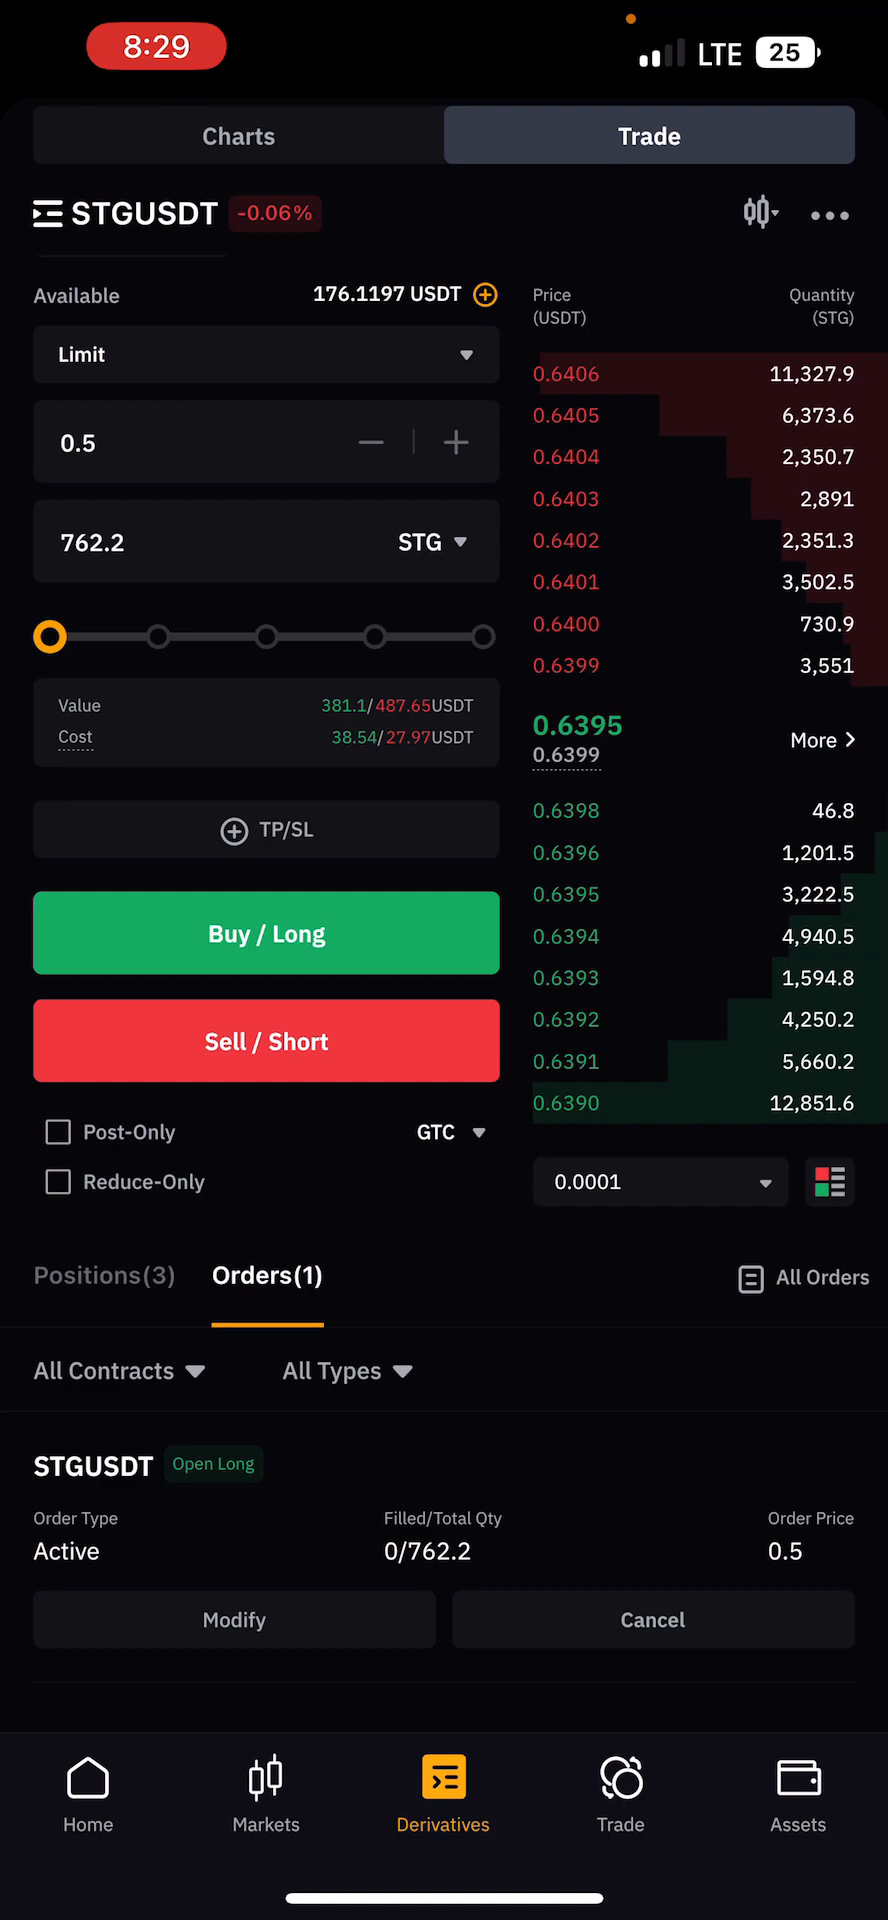 8:29
LTE 25
Charts
Trade
STGUSDT -0.06%
Available 176.1197 USDT
Limit
0.5
762.2 STG
Value 381.1/487.65USDT
Cost 38.54/27.97USDT
TP/SL
Buy / Long
Sell / Short
Post-Only GTC
Reduce-Only
Price Quantity
(USDT) (STG)
0.6406 11,327.9
0.6405 6,373.6
0.6404 2,350.7
0.6403 2,891
0.6402 2,351.3
0.6401 3,502.5
0.6400 730.9
0.6399 3,551
0.6395
0.6399
More
0.6398 46.8
0.6396 1,201.5
0.6395 3,222.5
0.6394 4,940.5
0.6393 1,594.8
0.6392 4,250.2
0.6391 5,660.2
0.6390 12,851.6
0.0001
Positions(3) Orders(1) All Orders
All Contracts All Types
STGUSDT Open Long
Order Type Filled/Total Qty Order Price
Active 0/762.2 0.5
Modify Cancel
Home Markets Derivatives Trade Assets